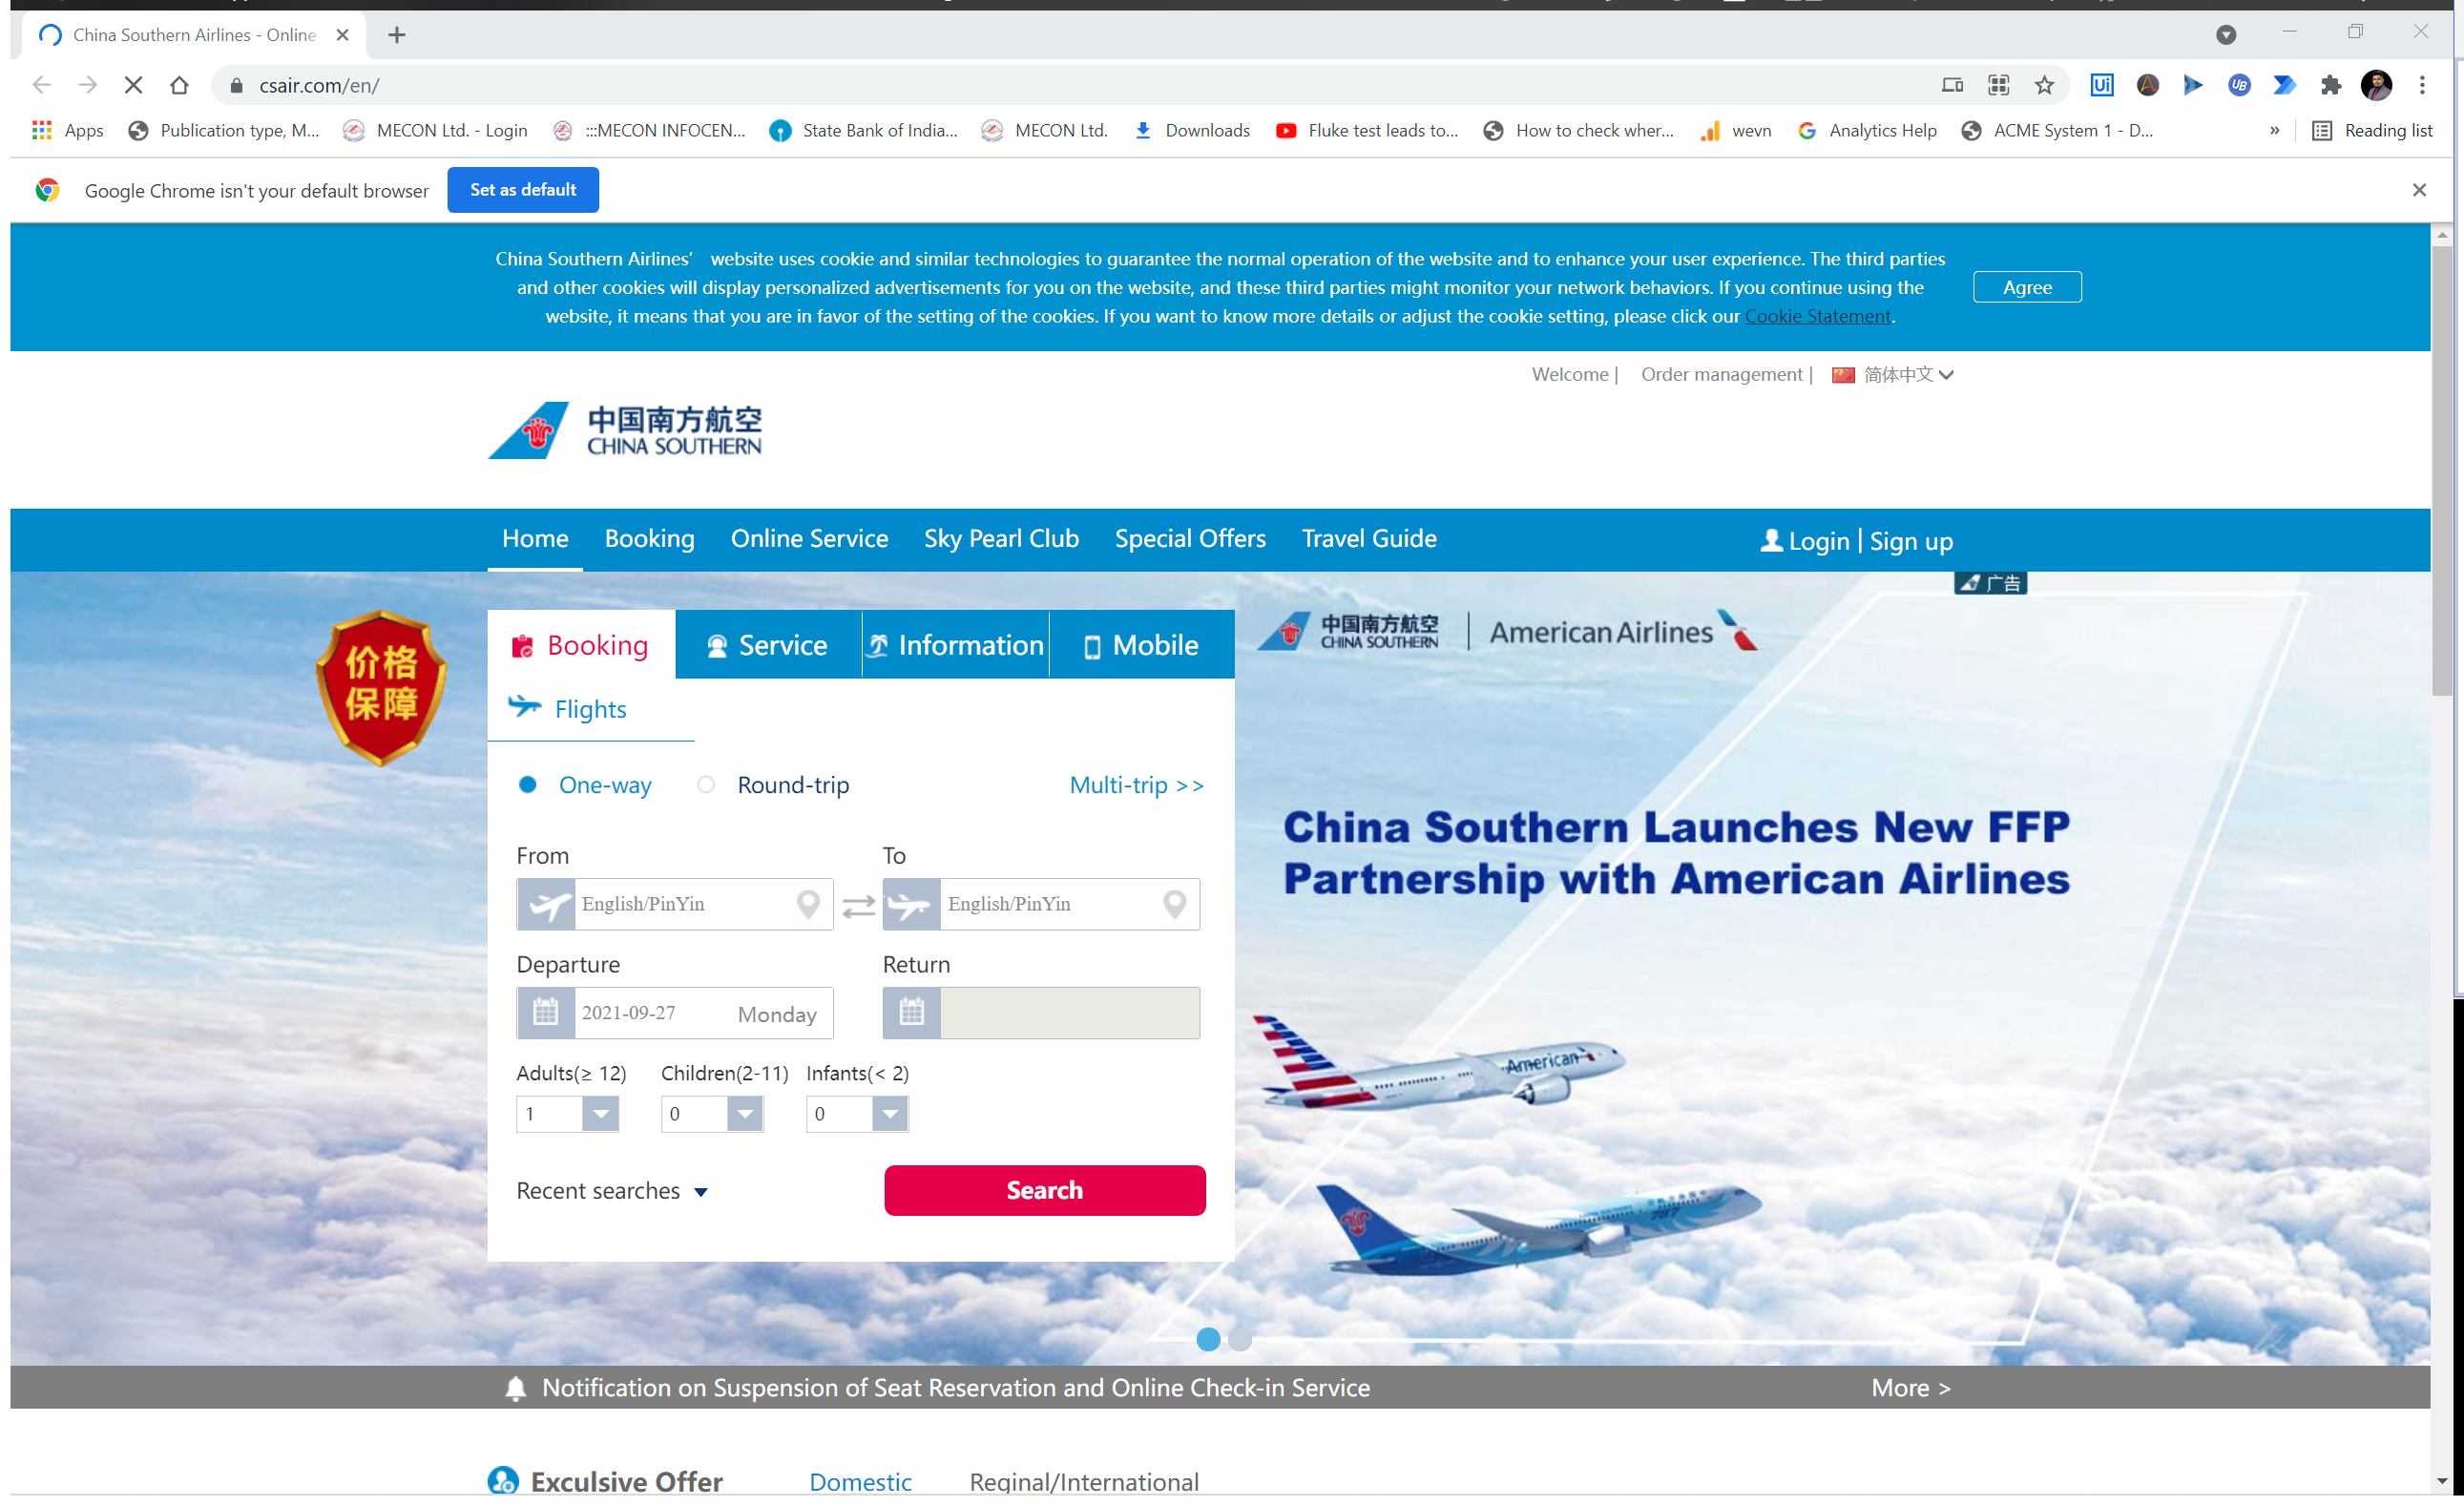 China Southern Airlines - Online
csair.com/en/
Apps
Publication type, M...
MECON Ltd. - Login
:::MECON INFOCEN...
State Bank of India...
MECON Ltd.
Downloads
Fluke test leads to...
How to check wher...
wevn
Analytics Help
ACME System 1 - D...
»
Reading list
Google Chrome isn't your default browser
Set as default
China Southern Airlines’ website uses cookie and similar technologies to guarantee the normal operation of the website and to enhance your user experience. The third parties
and other cookies will display personalized advertisements for you on the website, and these third parties might monitor your network behaviors. If you continue using the
website, it means that you are in favor of the setting of the cookies. If you want to know more details or adjust the cookie setting, please click our Cookie Statement.
Agree
Welcome |
Order management |
简体中文
中国南方航空
CHINA SOUTHERN
Home
Booking
Online Service
Sky Pearl Club
Special Offers
Travel Guide
Login | Sign up
广告
价格
保障
Booking
Service
Information
Mobile
中国南方航空
CHINA SOUTHERN
American Airlines
Flights
One-way
Round-trip
Multi-trip >>
China Southern Launches New FFP
Partnership with American Airlines
From
To
English/PinYin
English/PinYin
Departure
Return
2021-09-27
Monday
American
Adults(≥ 12)
Children(2-11)
Infants(< 2)
1
0
0
Recent searches
Search
787
Notification on Suspension of Seat Reservation and Online Check-in Service
More >
Exculsive Offer
Domestic
Reginal/International